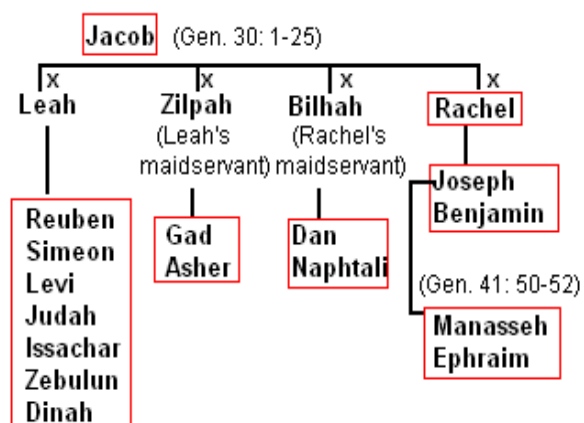 Jacob (Gen. 30: 1-25)
x x x x
Leah Zilpah Bilhah Rachel
(Leah's (Rachel's
maidservant) maidservant)
Reuben
Simeon
Levi
Judah
Issachar
Zebulun
Dinah
Gad
Asher
Dan
Naphtali
Joseph
Benjamin
(Gen. 41: 50-52)
Manasseh
Ephraim